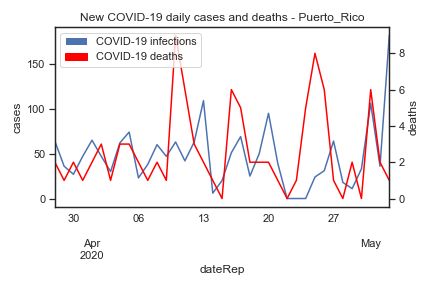 New COVID-19 daily cases and deaths - Puerto_Rico
COVID-19 infections
COVID-19 deaths
cases
150
100
50
0
deaths
8
6
4
2
0
30 06 13 20 27
Apr May
2020
dateRep